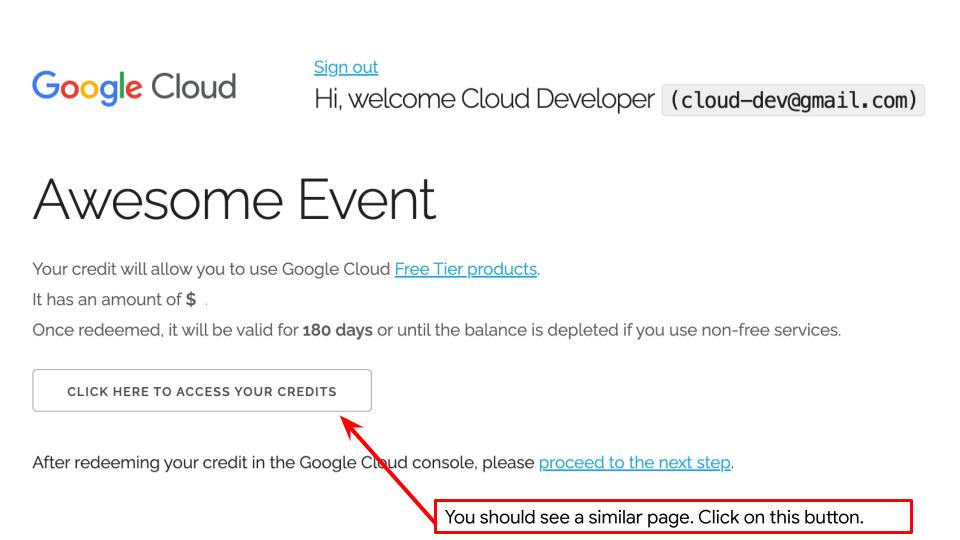 Sign out
Google Cloud
Hi, welcome Cloud Developer (cloud-dev@gmail.com)
Awesome Event
Your credit will allow you to use Google Cloud Free Tier products.
It has an amount of $ .
Once redeemed, it will be valid for 180 days or until the balance is depleted if you use non-free services.
CLICK HERE TO ACCESS YOUR CREDITS
After redeeming your credit in the Google Cloud console, please proceed to the next step.
You should see a similar page. Click on this button.